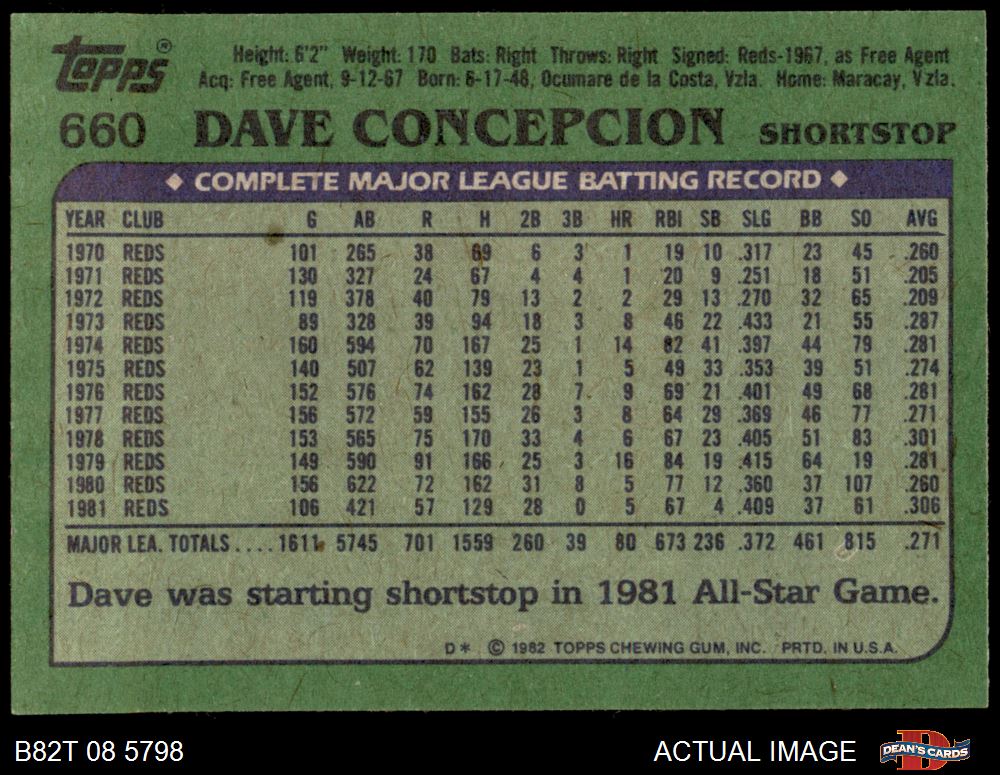 Topps®
Height: 6'2" Weight: 170 Bats: Right Throws: Right Signed: Reds-1967, as Free Agent
Acq: Free Agent, 9-12-67 Born: 6-17-48, Ocumare de la Costa, Vzla. Home: Maracay, Vzla.
660 DAVE CONCEPCION SHORTSTOP
◆ COMPLETE MAJOR LEAGUE BATTING RECORD ◆
YEAR CLUB G AB R H 2B 3B HR RBI SB SLG BB SO AVG
1970 REDS 101 265 38 69 6 3 1 19 10 .317 23 45 .260
1971 REDS 130 327 24 67 4 4 1 20 9 .251 18 51 .205
1972 REDS 119 378 40 79 13 2 2 29 13 .270 32 65 .209
1973 REDS 89 328 39 94 18 3 8 46 22 .433 21 55 .287
1974 REDS 160 594 70 167 25 1 14 82 41 .397 44 79 .281
1975 REDS 140 507 62 139 23 1 5 49 33 .353 39 51 .274
1976 REDS 152 576 74 162 28 7 9 69 21 .401 49 68 .281
1977 REDS 156 572 59 155 26 3 8 64 29 .369 46 77 .271
1978 REDS 153 565 75 170 33 4 6 67 23 .405 51 83 .301
1979 REDS 149 590 91 166 25 3 16 84 19 .415 64 19 .281
1980 REDS 156 622 72 162 31 8 5 77 12 .360 37 107 .260
1981 REDS 106 421 57 129 28 0 5 67 4 .409 37 61 .306
MAJOR LEA. TOTALS .... 1611 5745 701 1559 260 39 80 673 236 .372 461 815 .271
Dave was starting shortstop in 1981 All-Star Game.
D* © 1982 TOPPS CHEWING GUM, INC. PRTD. IN U.S.A.
B82T 08 5798 ACTUAL IMAGE DEAN'S CARDS